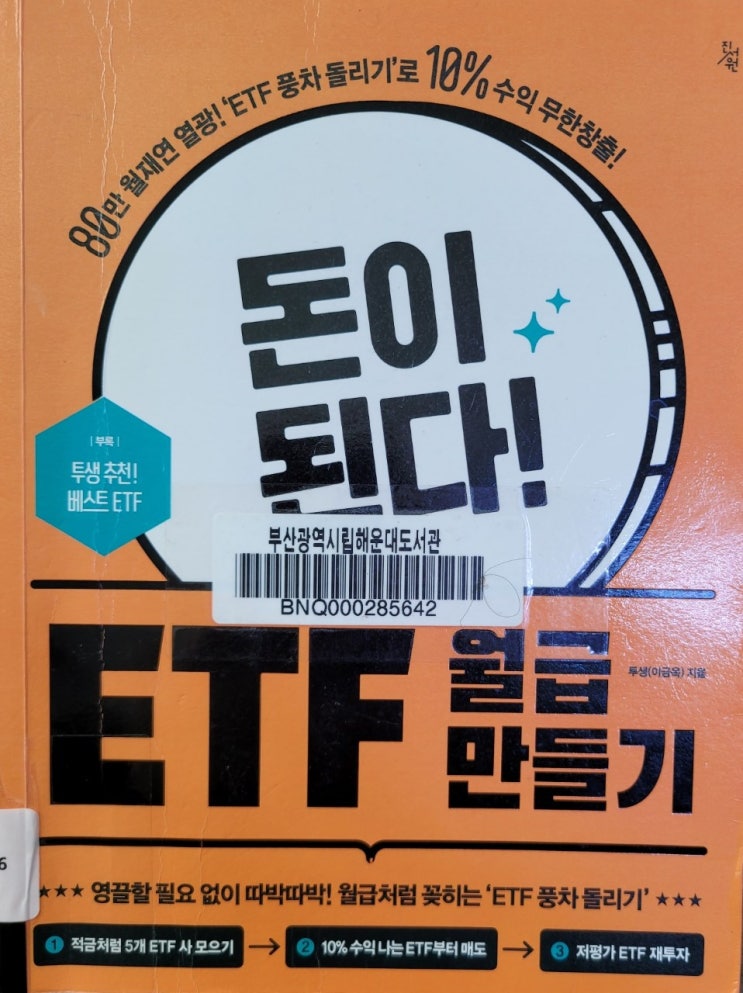 진서원
80만 월재연 열광! 'ETF 풍차 돌리기'로 10% 수익 무한창출!
돈이
된다!
| 부록 |
투생 추천!
베스트 ETF
부산광역시립해운대도서관
BNQ000285642
ETF 월급
만들기
투생(이금옥) 지음
6
★★★ 영끌할 필요 없이 따박따박! 월급처럼 꽂히는 'ETF 풍차 돌리기' ★★★
1 적금처럼 5개 ETF 사 모으기 → 2 10% 수익 나는 ETF부터 매도 → 3 저평가 ETF 재투자